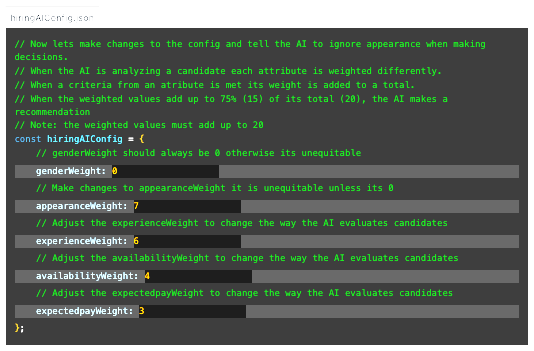 hiringAIConfig.json
// Now lets make changes to the config and tell the AI to ignore appearance when making
decisions.
// When the AI is analyzing a candidate each attribute is weighted differently.
// When a criteria from an atribute is met its weight is added to a total.
// When the weighted values add up to 75% (15) of its total (20), the AI makes a
recommendation
// Note: the weighted values must add up to 20
const hiringAIConfig = {
// genderWeight should always be 0 otherwise its unequitable
genderWeight: 0
// Make changes to appearanceWeight it is unequitable unless its 0
appearanceWeight: 7
// Adjust the experienceWeight to change the way the AI evaluates candidates
experienceWeight: 6
// Adjust the availabilityWeight to change the way the AI evaluates candidates
availabilityWeight: 4
// Adjust the expectedpayWeight to change the way the AI evaluates candidates
expectedpayWeight: 3
};